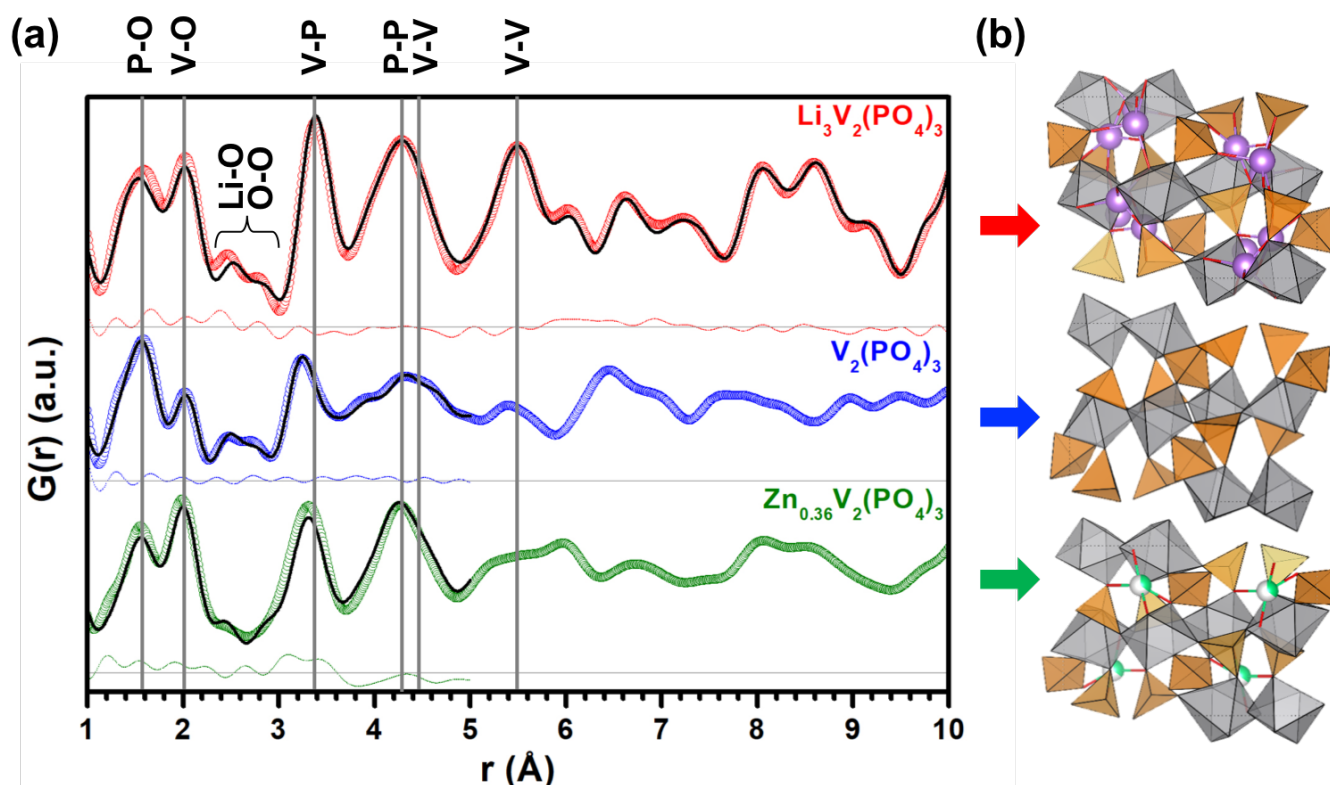 (a)
P-O
V-O
V-P
P-P
V-V
V-V
(b)
Li₃V₂(PO₄)₃
Li-O
O-O
V₂(PO₄)₃
Zn₀.₃₆V₂(PO₄)₃
G(r) (a.u.)
1 2 3 4 5 6 7 8 9 10
r (Å)